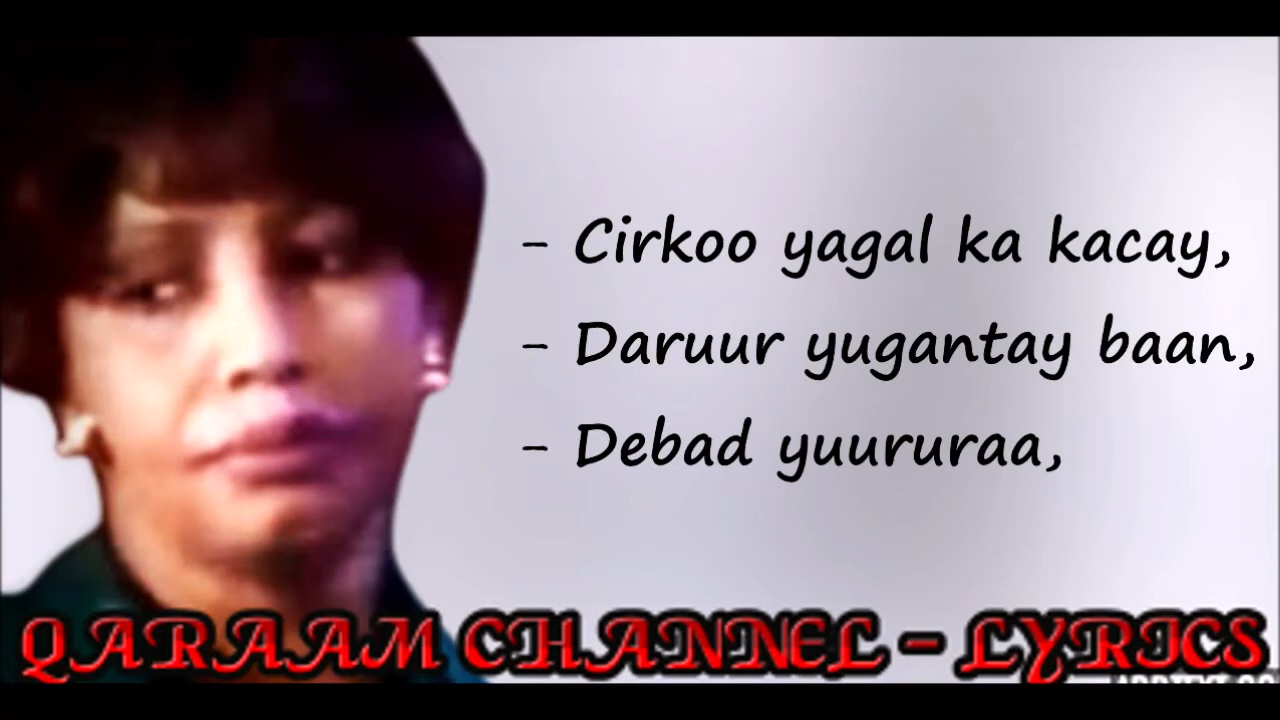 - Cirkoo yagal ka kacay,
- Daruur yugantay baan,
- Debad yuururaa,
QARAAM CHANNEL - LYRICS